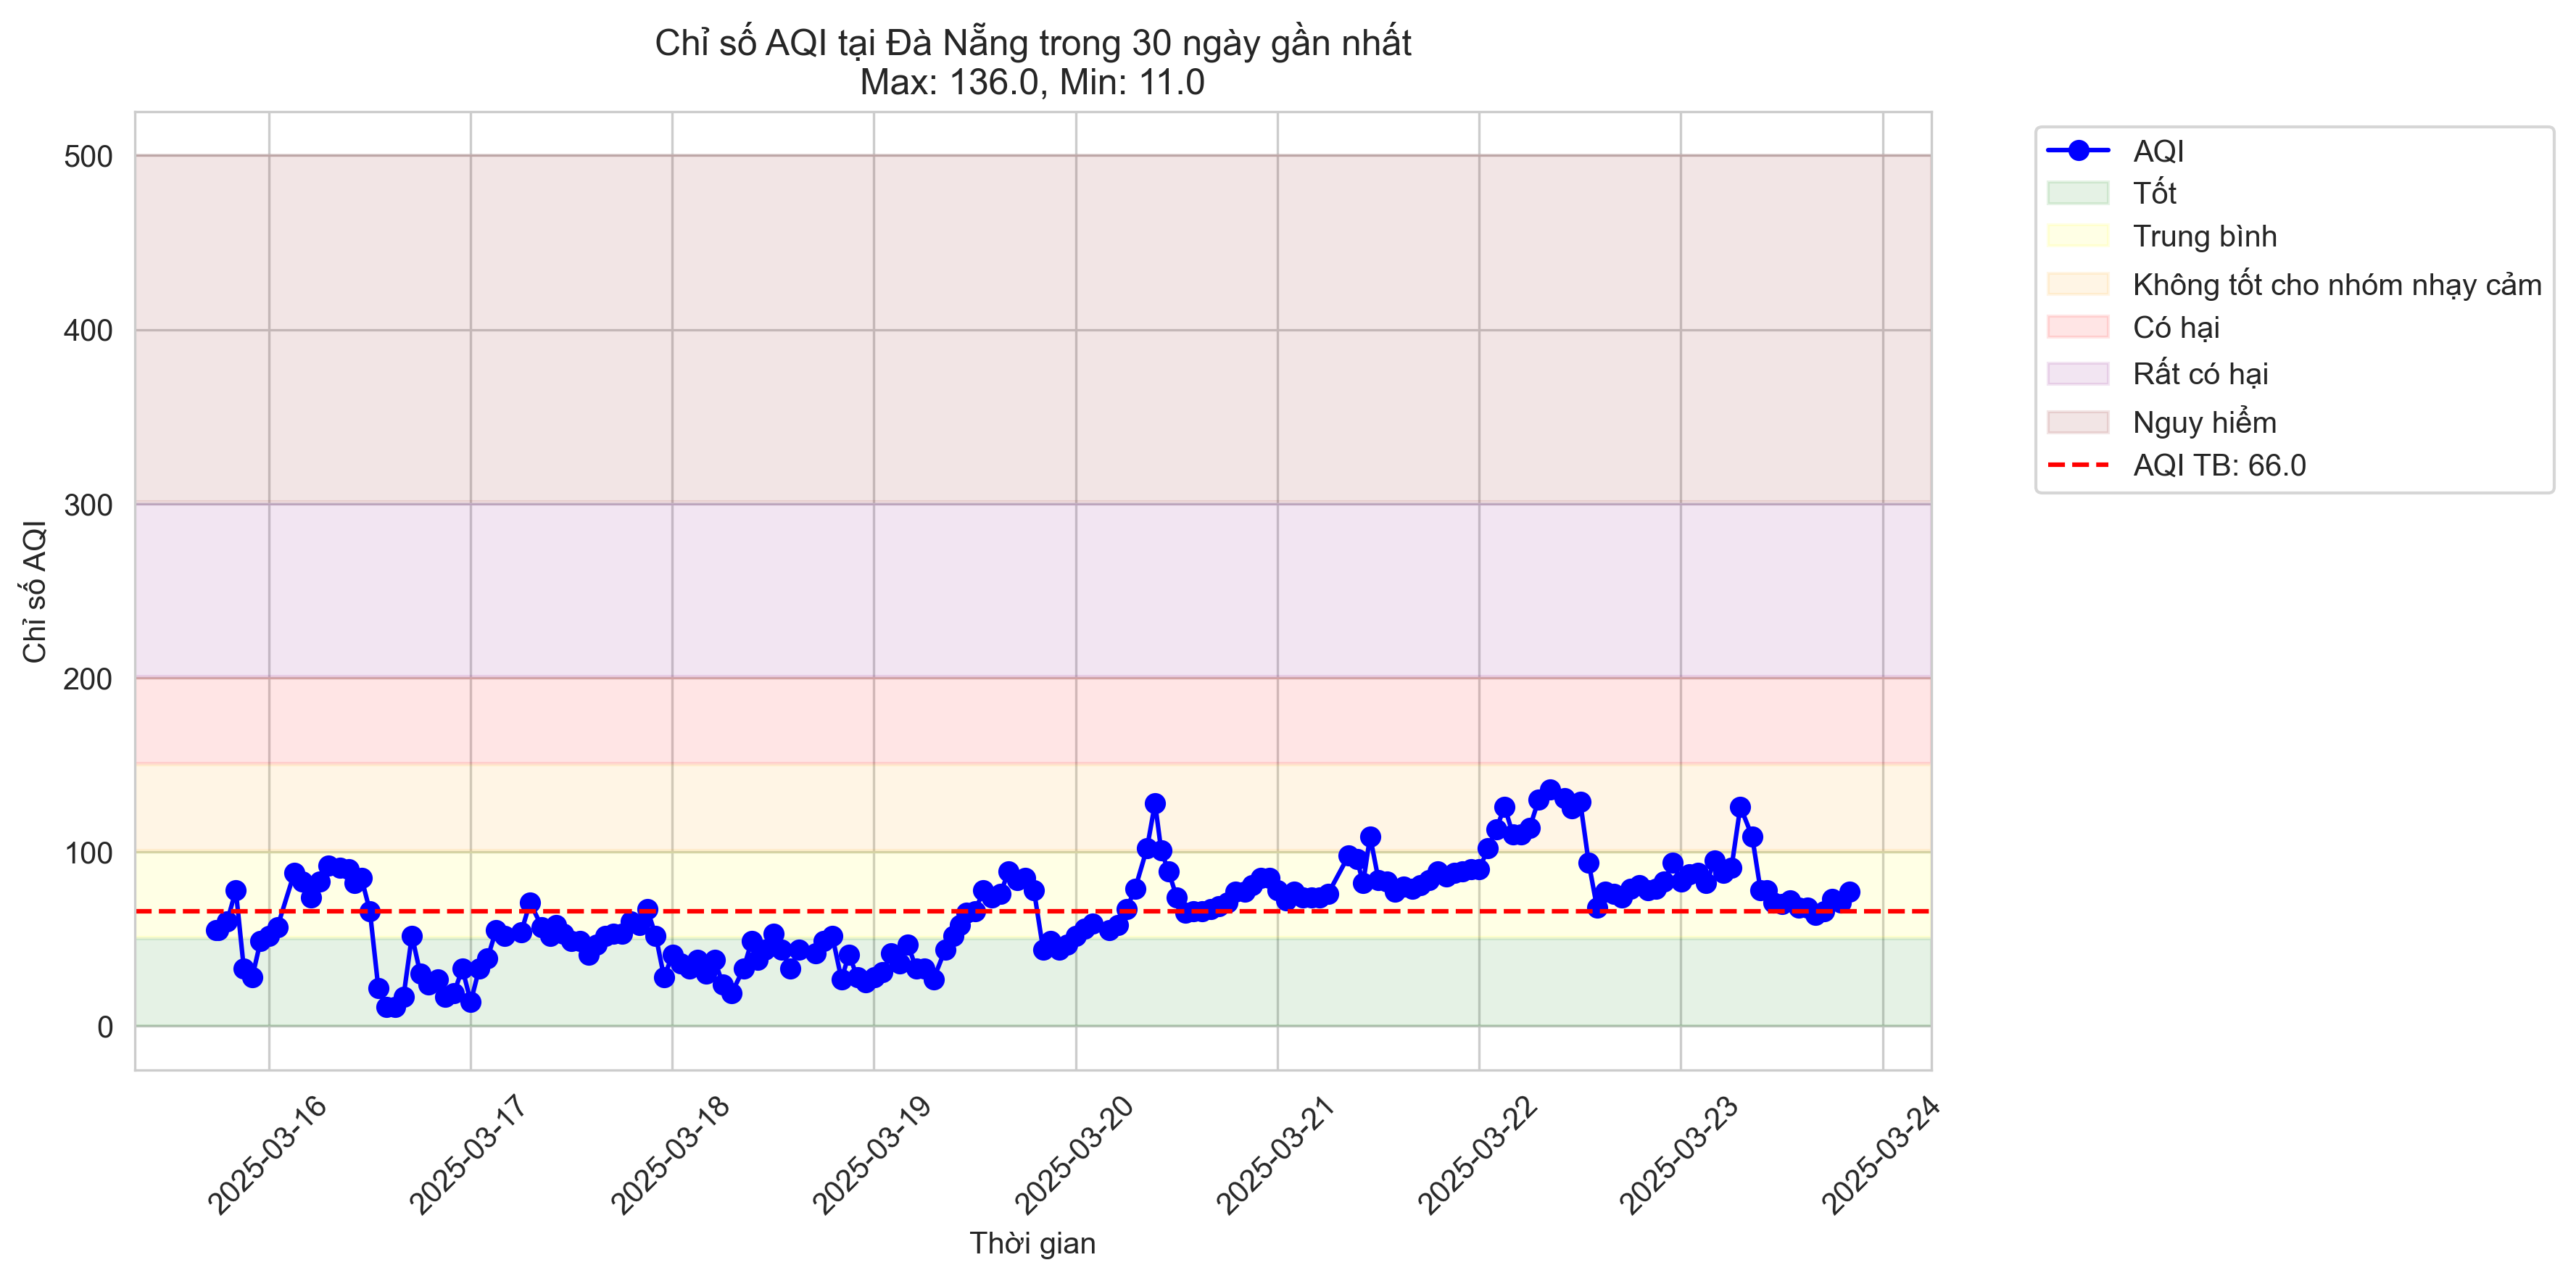 Chỉ số AQI tại Đà Nẵng trong 30 ngày gần nhất
Max: 136.0, Min: 11.0
Chỉ số AQI
500
400
300
200
100
0
2025-03-16
2025-03-17
2025-03-18
2025-03-19
2025-03-20
2025-03-21
2025-03-22
2025-03-23
2025-03-24
Thời gian
AQI
Tốt
Trung bình
Không tốt cho nhóm nhạy cảm
Có hại
Rất có hại
Nguy hiểm
AQI TB: 66.0